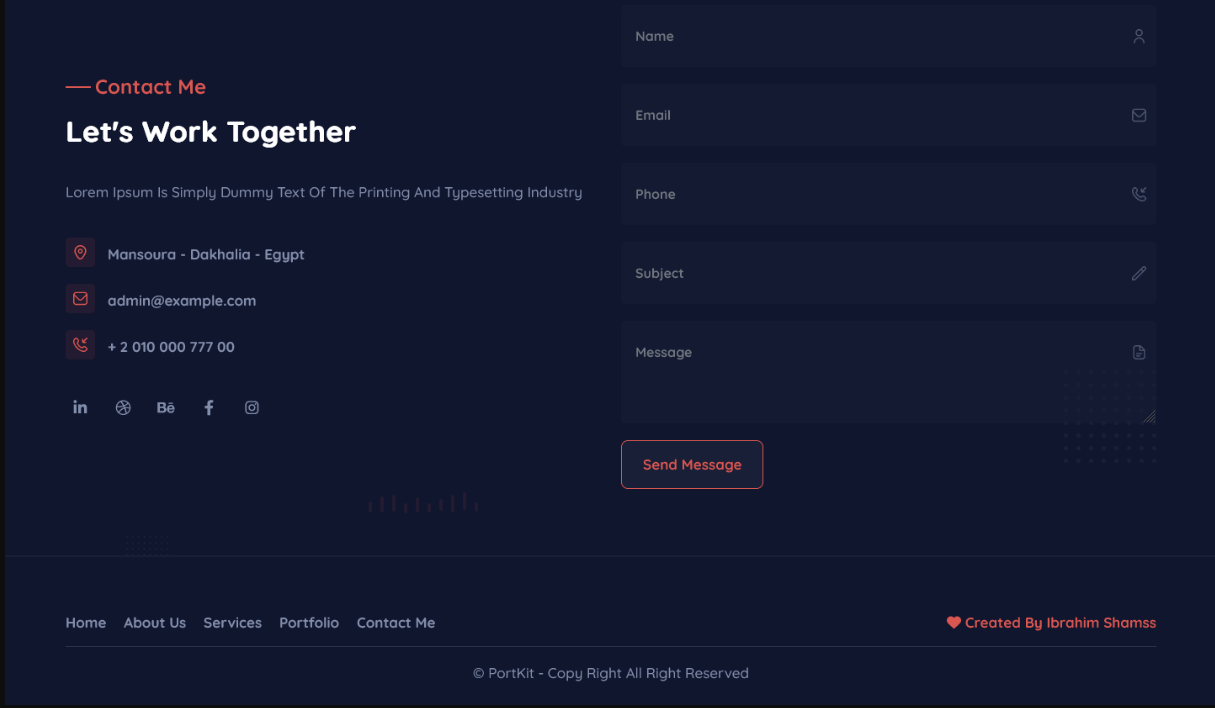 Contact Me
Let's Work Together
Lorem Ipsum Is Simply Dummy Text Of The Printing And Typesetting Industry
Mansoura - Dakhalia - Egypt
admin@example.com
+ 2 010 000 777 00
in Bē f
Name
Email
Phone
Subject
Message
Send Message
Home About Us Services Portfolio Contact Me
Created By Ibrahim Shamss
© PortKit - Copy Right All Right Reserved